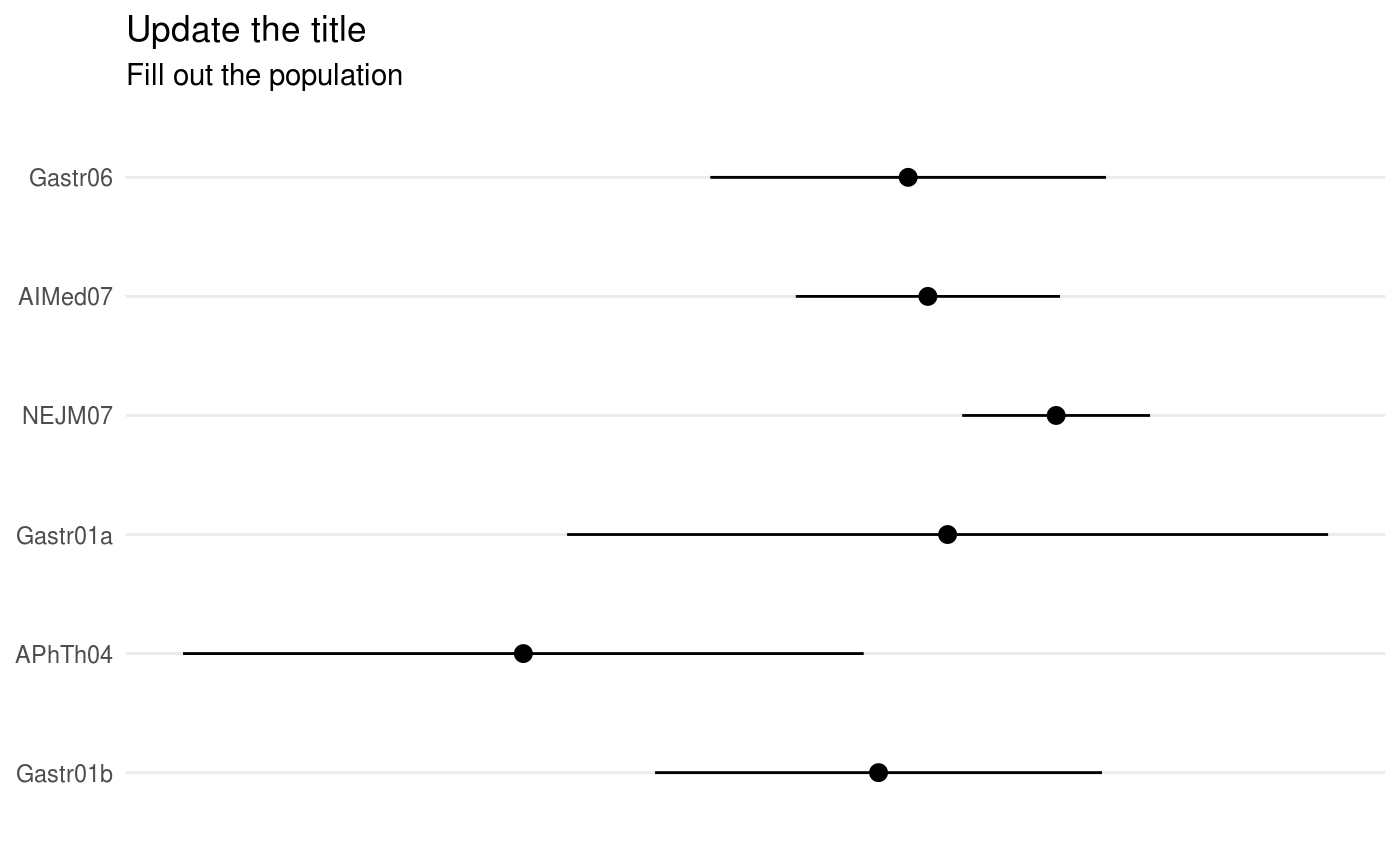 Update the title
Fill out the population
Gastr06
AIMed07
NEJM07
Gastr01a
APhTh04
Gastr01b